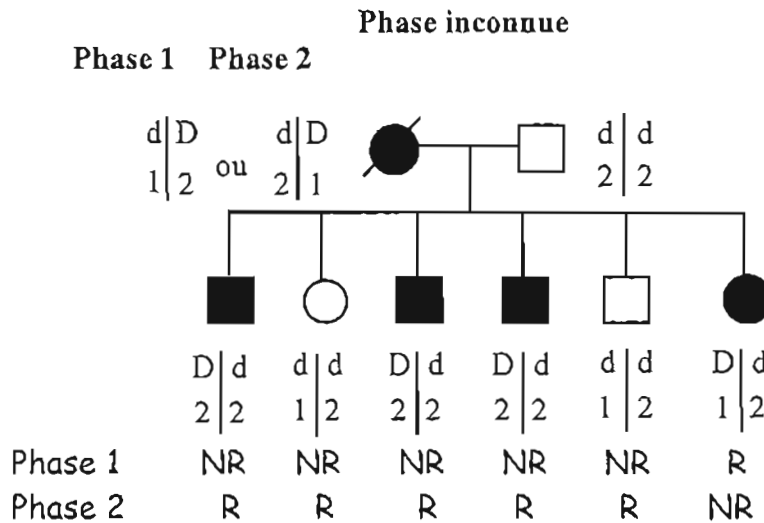 Phase inconnue
Phase 1 Phase 2
d D ou d D d d
1 2 2 1 2 2
D d d d D d D d d d D d
2 2 1 2 2 2 2 2 1 2 1 2
Phase 1 NR NR NR NR NR R
Phase 2 R R R R R NR